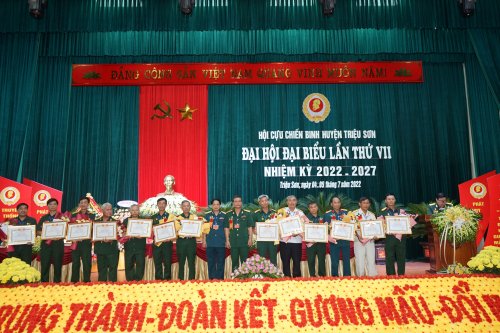 ĐẢNG CỘNG SẢN VIỆT NAM QUANG VINH MUÔN NĂM
HỘI CỰU CHIẾN BINH HUYỆN TRIỆU SƠN
ĐẠI HỘI ĐẠI BIỂU LẦN THỨ VII
NHIỆM KỲ 2022 - 2027
Triệu Sơn, ngày 04, 05 tháng 7 năm 2022
TRUNG THÀNH - ĐOÀN KẾT - GƯƠNG MẪU - ĐỔI